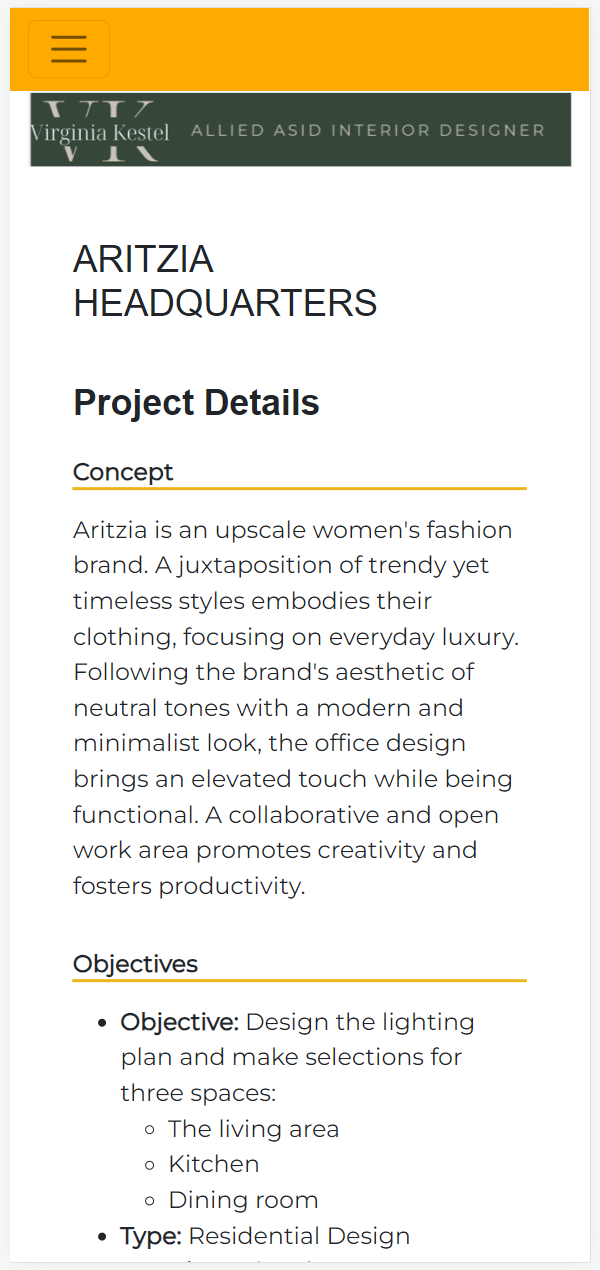 VK
Virginia Kestel
ALLIED ASID INTERIOR DESIGNER
ARITZIA
HEADQUARTERS
Project Details
Concept
Aritzia is an upscale women's fashion
brand. A juxtaposition of trendy yet
timeless styles embodies their
clothing, focusing on everyday luxury.
Following the brand's aesthetic of
neutral tones with a modern and
minimalist look, the office design
brings an elevated touch while being
functional. A collaborative and open
work area promotes creativity and
fosters productivity.
Objectives
Objective: Design the lighting
plan and make selections for
three spaces:
The living area
Kitchen
Dining room
Type: Residential Design